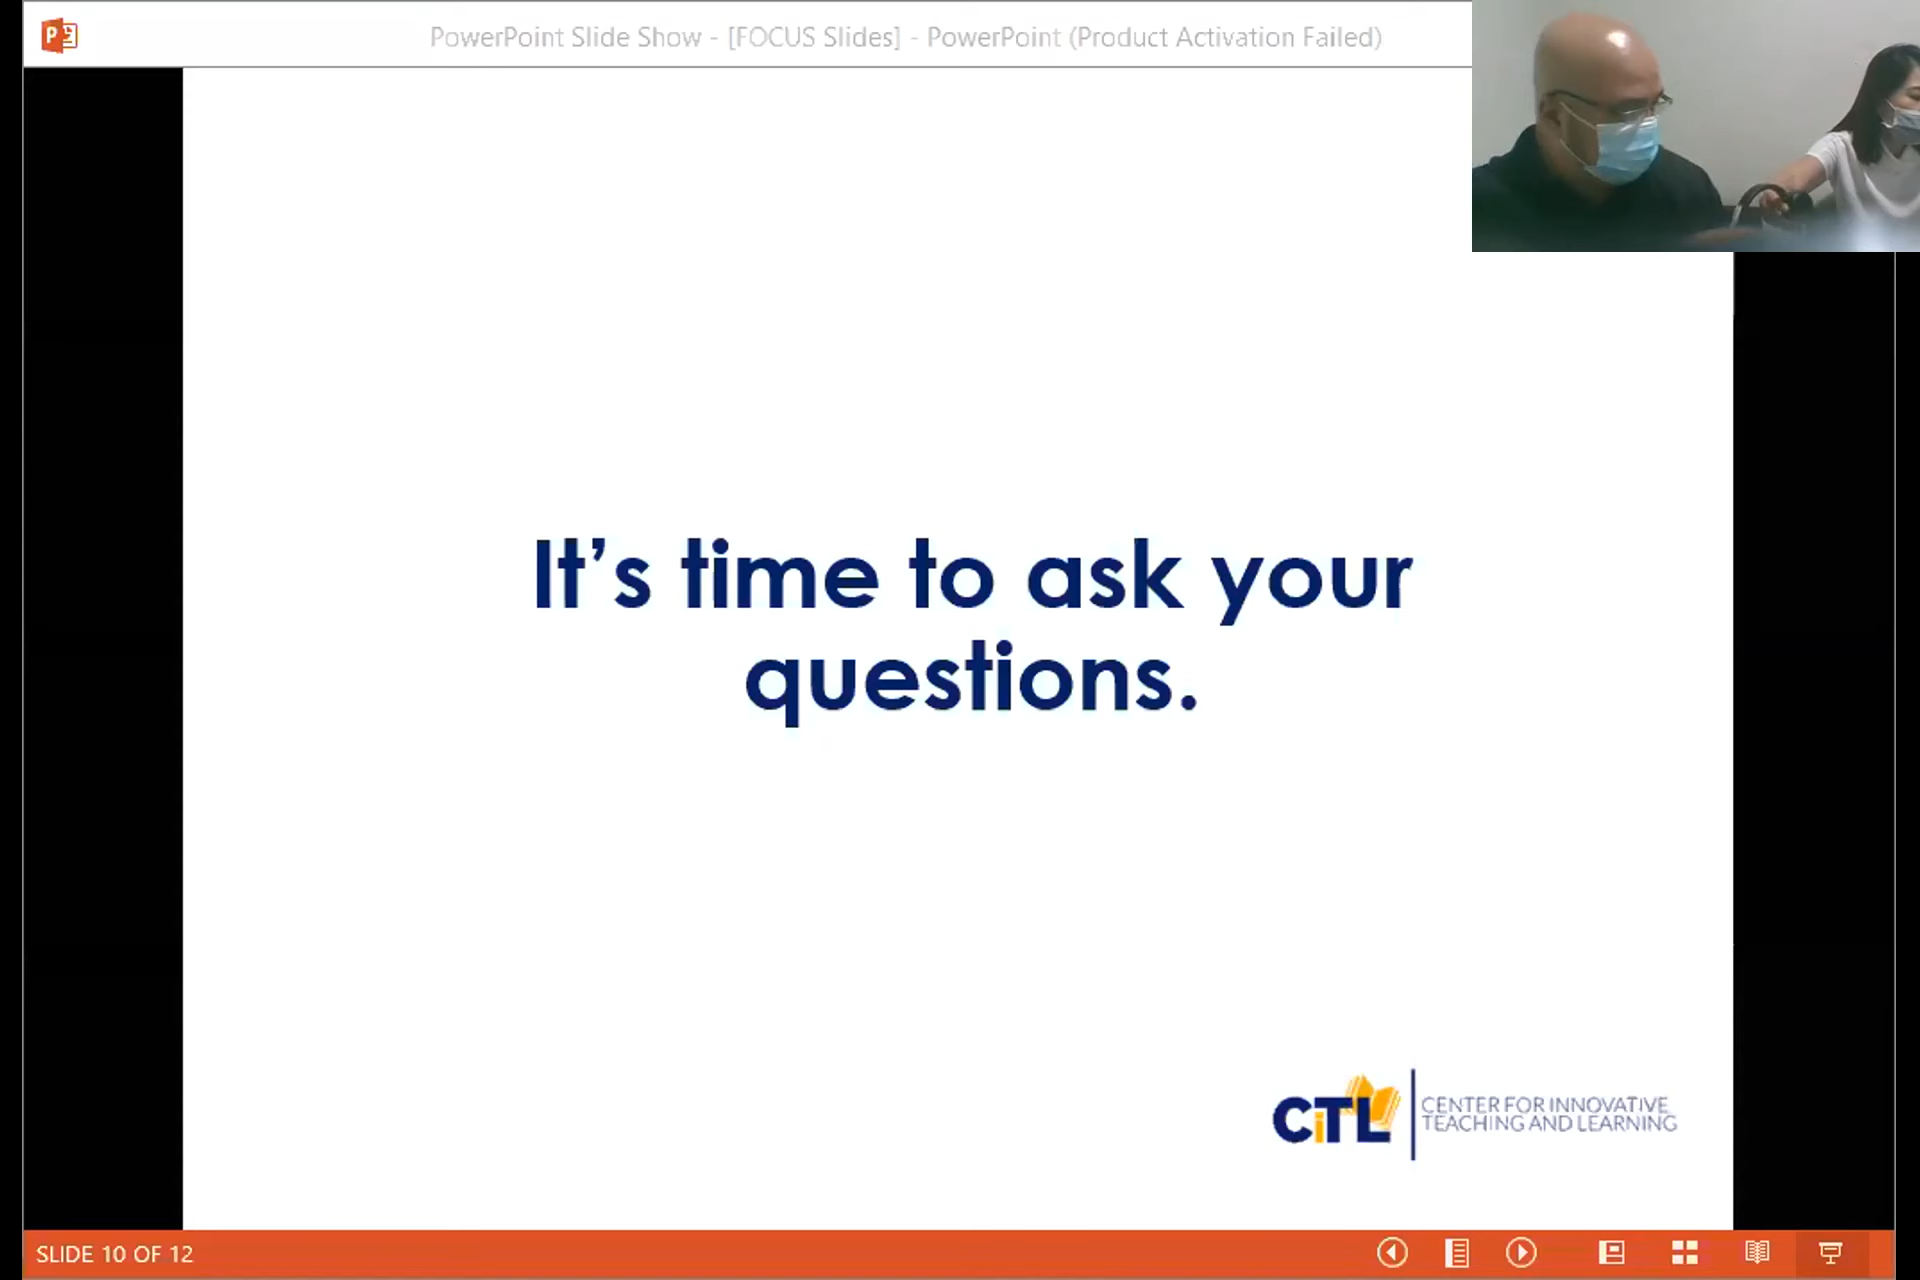 PowerPoint Slide Show - [FOCUS Slides] - PowerPoint (Product Activation Failed)
It's time to ask your
questions.
CiTL
CENTER FOR INNOVATIVE
TEACHING AND LEARNING
SLIDE 10 OF 12